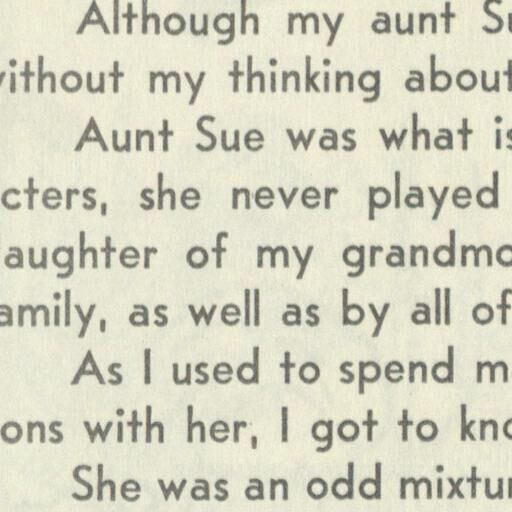 Although my aunt Su
without my thinking about
Aunt Sue was what is
cters, she never played
aughter of my grandmo
amily, as well as by all of
As I used to spend m
ons with her, I got to kno
She was an odd mixtur